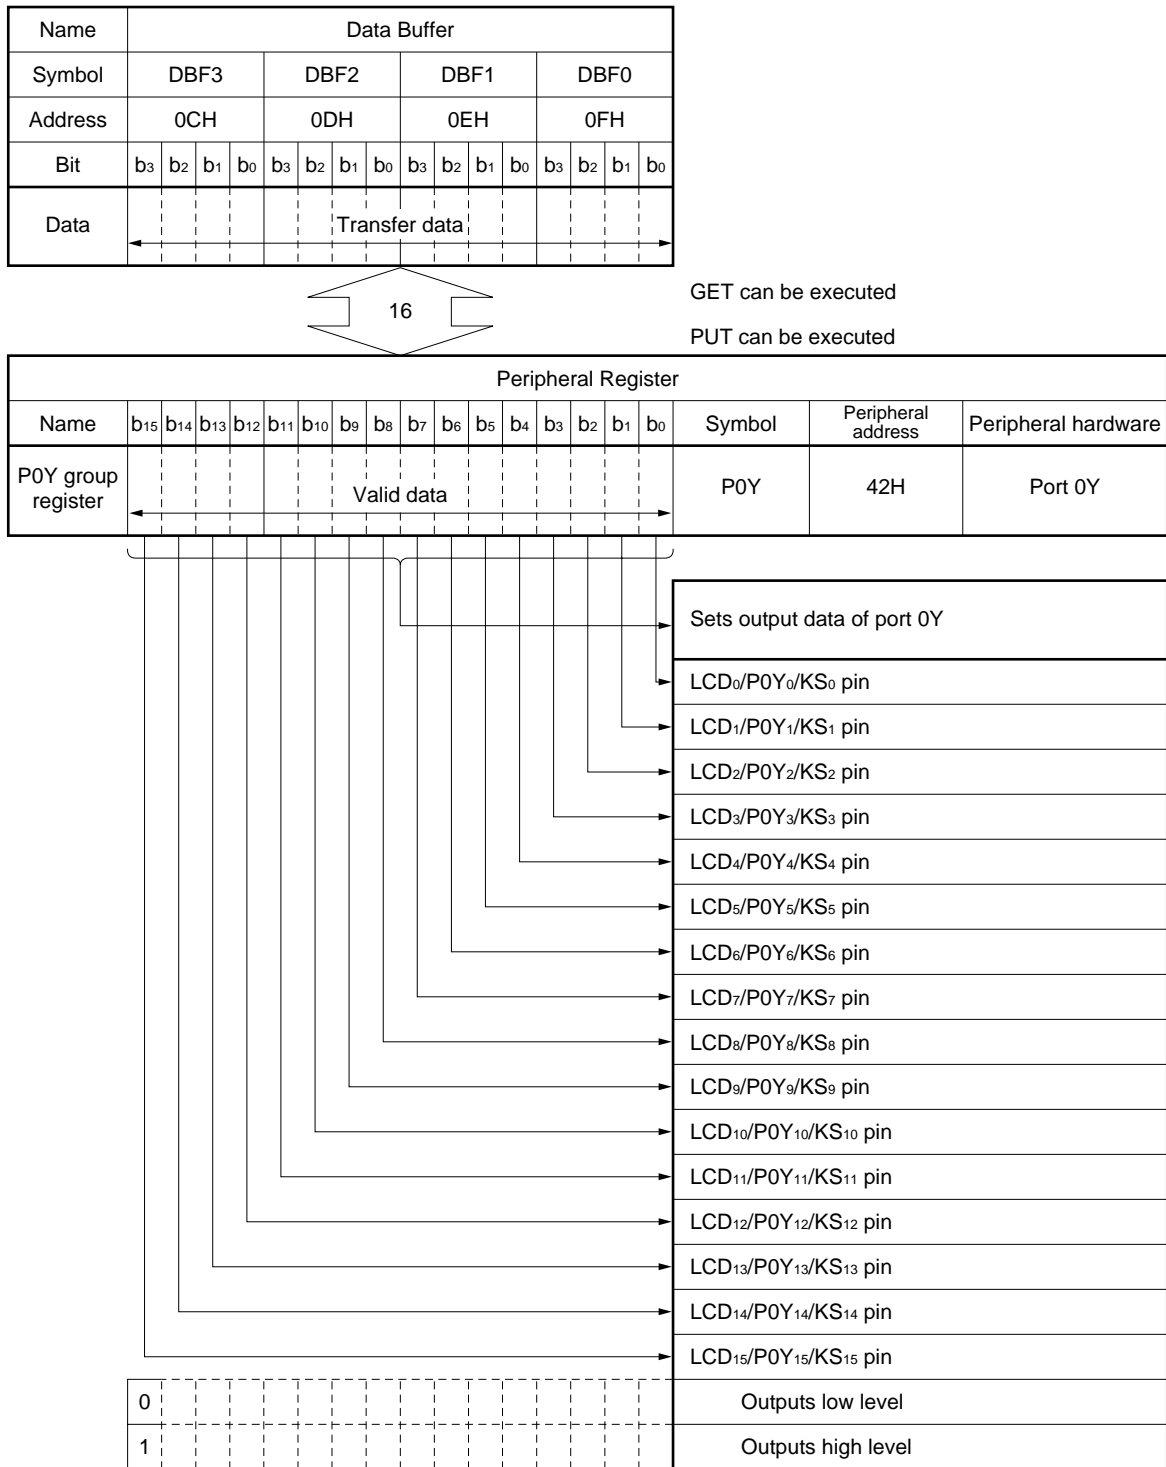 Name Data Buffer
Symbol DBF3 DBF2 DBF1 DBF0
Address 0CH 0DH 0EH 0FH
Bit b3 b2 b1 b0 b3 b2 b1 b0 b3 b2 b1 b0 b3 b2 b1 b0
Data Transfer data
16
GET can be executed
PUT can be executed
Peripheral Register
Name b15 b14 b13 b12 b11 b10 b9 b8 b7 b6 b5 b4 b3 b2 b1 b0 Symbol Peripheral address Peripheral hardware
P0Y group register Valid data P0Y 42H Port 0Y
Sets output data of port 0Y
LCD0/P0Y0/KS0 pin
LCD1/P0Y1/KS1 pin
LCD2/P0Y2/KS2 pin
LCD3/P0Y3/KS3 pin
LCD4/P0Y4/KS4 pin
LCD5/P0Y5/KS5 pin
LCD6/P0Y6/KS6 pin
LCD7/P0Y7/KS7 pin
LCD8/P0Y8/KS8 pin
LCD9/P0Y9/KS9 pin
LCD10/P0Y10/KS10 pin
LCD11/P0Y11/KS11 pin
LCD12/P0Y12/KS12 pin
LCD13/P0Y13/KS13 pin
LCD14/P0Y14/KS14 pin
LCD15/P0Y15/KS15 pin
0 Outputs low level
1 Outputs high level